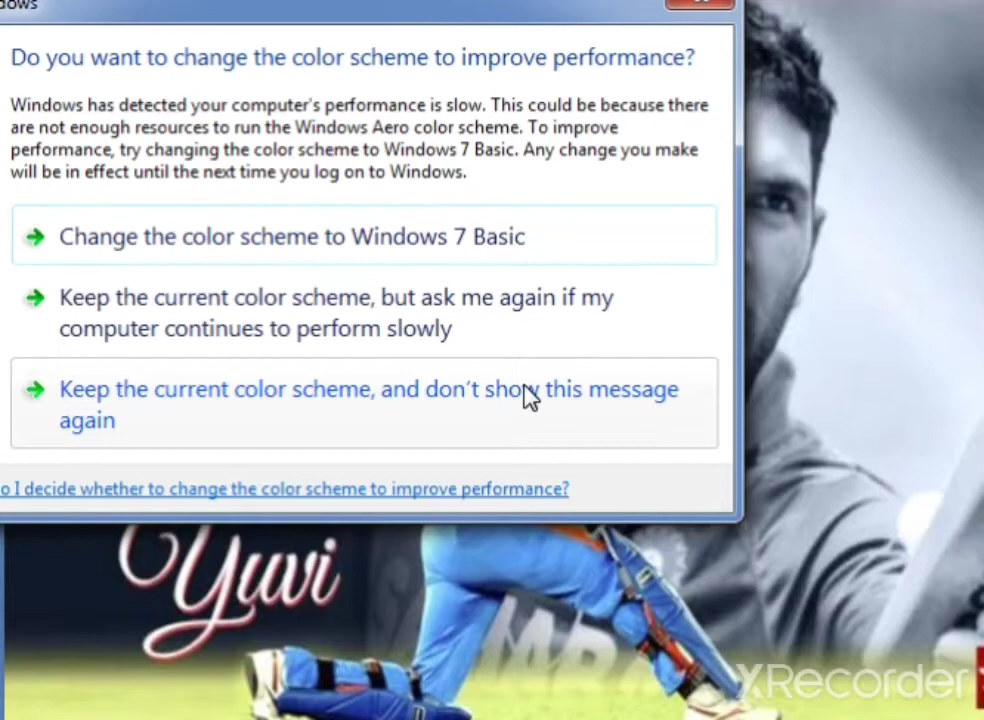 dows
Do you want to change the color scheme to improve performance?
Windows has detected your computer's performance is slow. This could be because there
are not enough resources to run the Windows Aero color scheme. To improve
performance, try changing the color scheme to Windows 7 Basic. Any change you make
will be in effect until the next time you log on to Windows.
Change the color scheme to Windows 7 Basic
Keep the current color scheme, but ask me again if my
computer continues to perform slowly
Keep the current color scheme, and don't show this message
again
o I decide whether to change the color scheme to improve performance?
Yuvi
XRecorder